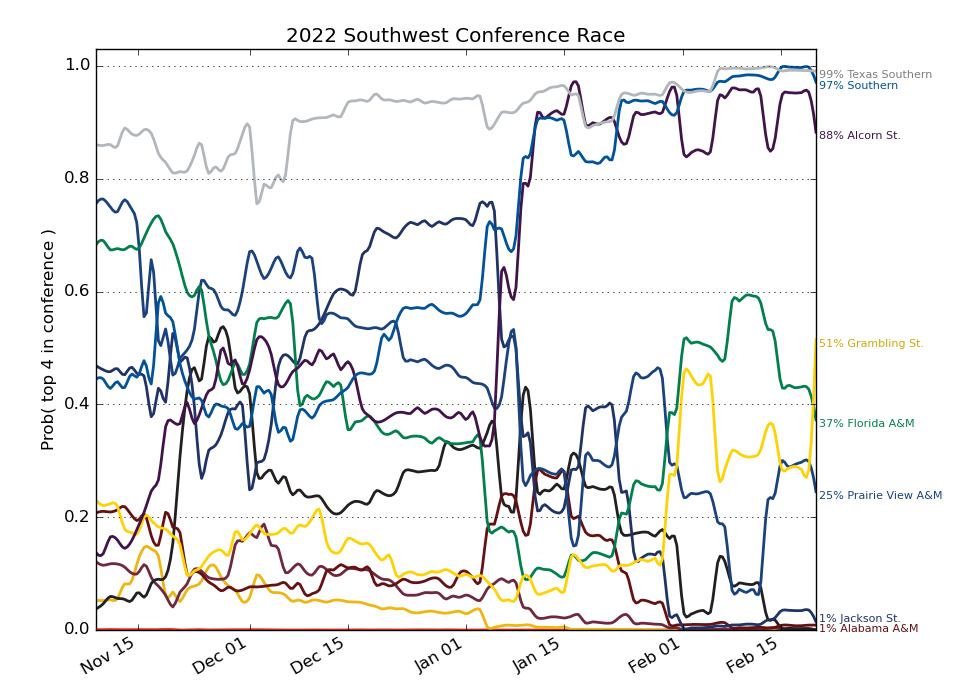 2022 Southwest Conference Race
Prob( top 4 in conference )
1.0
0.8
0.6
0.4
0.2
0.0
Nov 15
Dec 01
Dec 15
Jan 01
Jan 15
Feb 01
Feb 15
99% Texas Southern
97% Southern
88% Alcorn St.
51% Grambling St.
37% Florida A&M
25% Prairie View A&M
1% Jackson St.
1% Alabama A&M